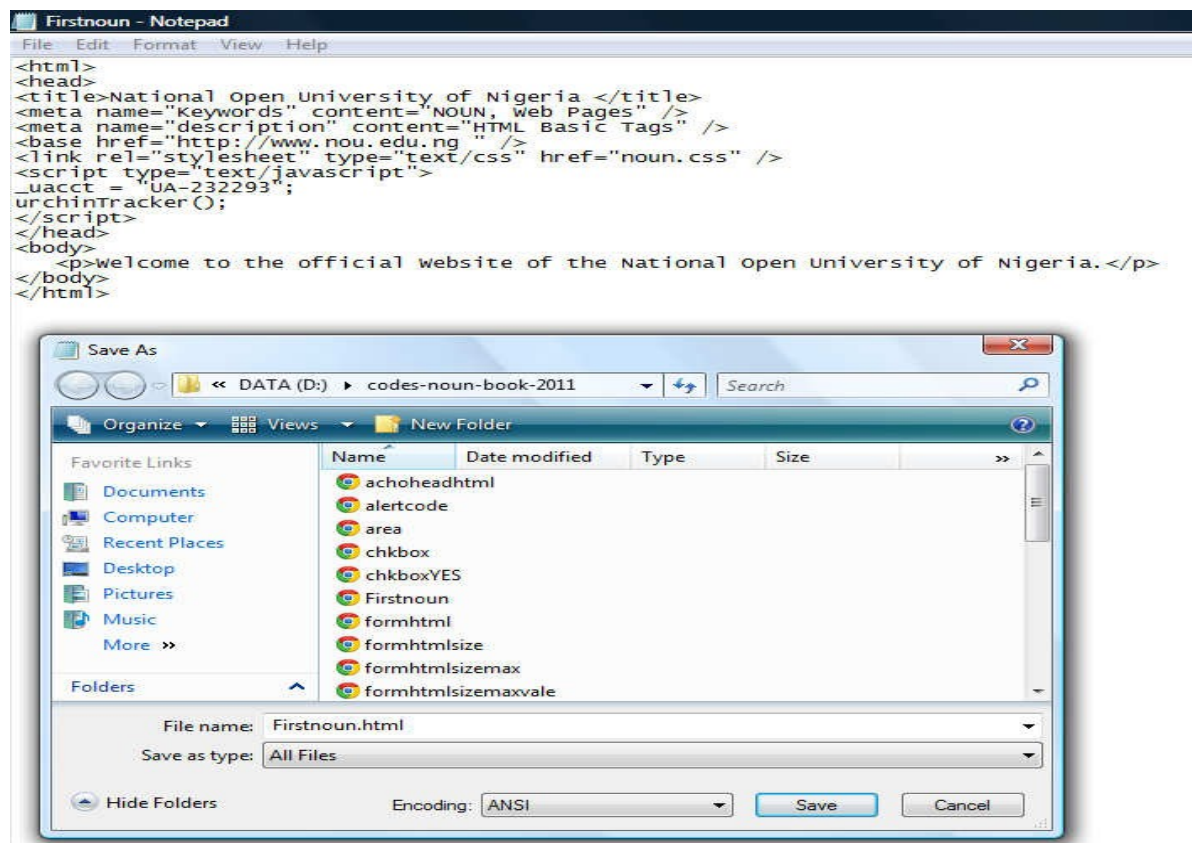 Firstnoun - Notepad
File Edit Format View Help
<html>
<head>
<title>National Open University of Nigeria </title>
<meta name="Keywords" content="NOUN, Web Pages" />
<meta name="description" content="HTML Basic Tags" />
<base href="http://www.nou.edu.ng " />
<link rel="stylesheet" type="text/css" href="noun.css" />
<script type="text/javascript">
_uacct = "UA-232293";
urchinTracker();
</script>
</head>
<body>
<p>Welcome to the official Website of the National Open University of Nigeria.</p>
</body>
</html>
Save As
« DATA (D:) ▸ codes-noun-book-2011 Search
Organize Views New Folder
Favorite Links Name Date modified Type Size »
Documents achoheadhtml
Computer alertcode
Recent Places area
Desktop chkbox
Pictures chkboxYES
Music Firstnoun
More » formhtml
formhtmlsize
formhtmlsizemax
Folders formhtmlsizemaxvale
File name: Firstnoun.html
Save as type: All Files
Hide Folders Encoding: ANSI Save Cancel